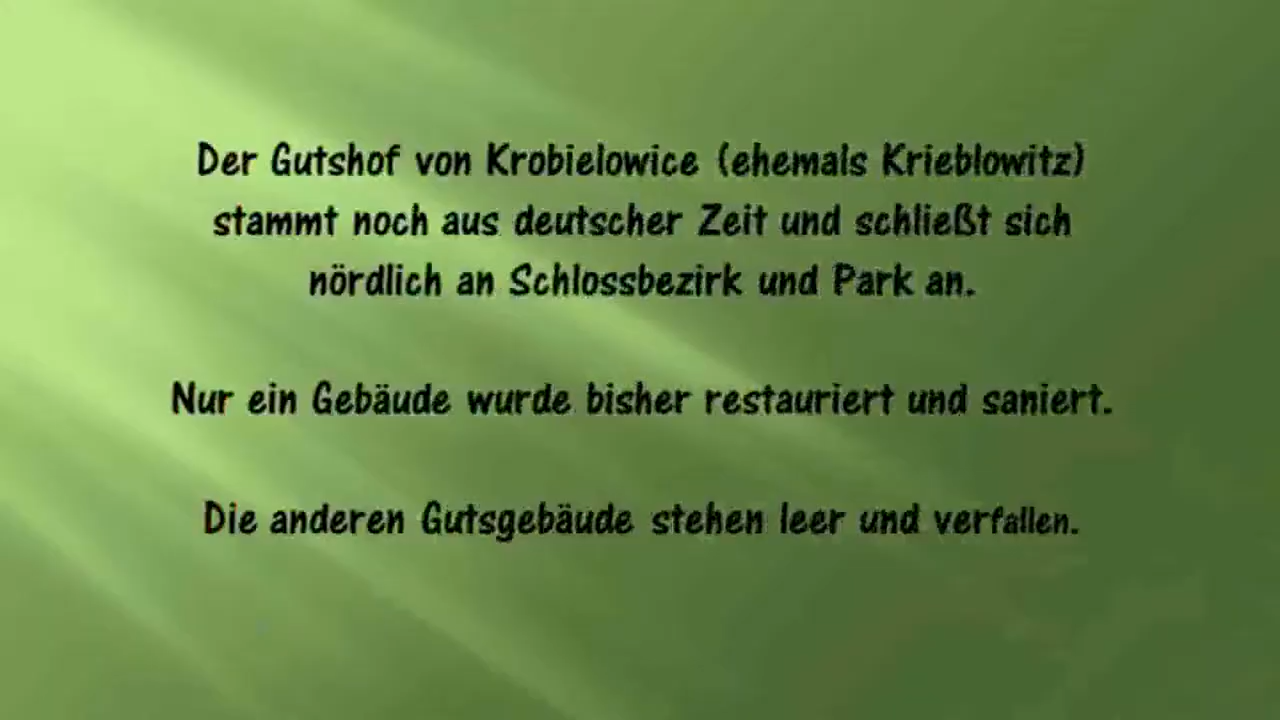 Der Gutshof von Krobielowice (ehemals Krieblowitz)
stammt noch aus deutscher Zeit und schließt sich
nördlich an Schlossbezirk und Park an.
Nur ein Gebäude wurde bisher restauriert und saniert.
Die anderen Gutsgebäude stehen leer und verfallen.